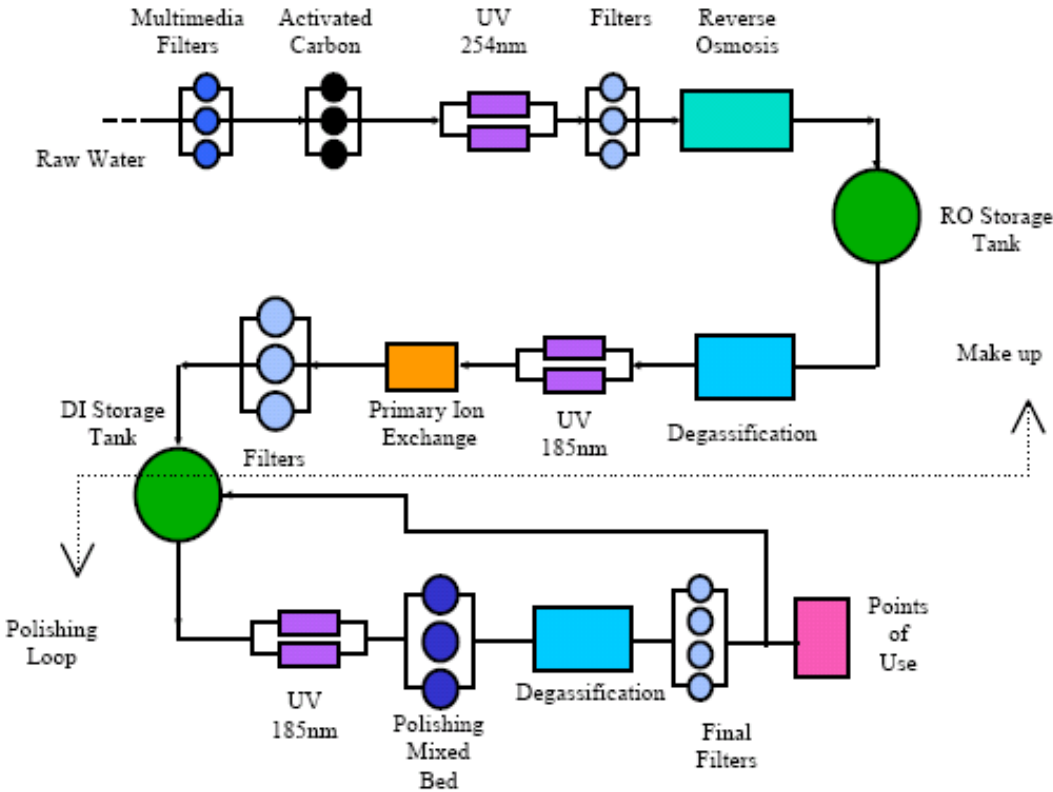 Multimedia
Filters
Activated
Carbon
UV
254nm
Filters
Reverse
Osmosis
Raw Water
RO Storage
Tank
Make up
DI Storage
Tank
Filters
Primary Ion
Exchange
UV
185nm
Degassification
Polishing
Loop
UV
185nm
Polishing
Mixed
Bed
Degassification
Final
Filters
Points
of
Use